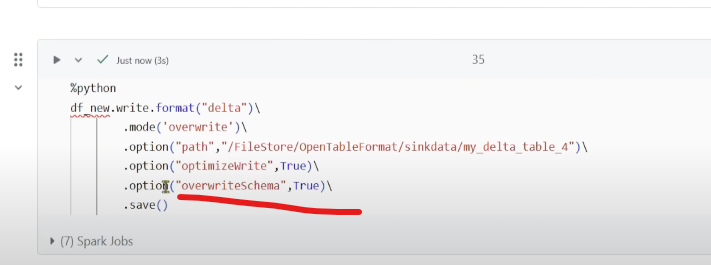 Just now (3s)
35
%python
df_new.write.format("delta")\
.mode('overwrite')\
.option("path","/FileStore/OpenTableFormat/sinkdata/my_delta_table_4")\
.option("optimizeWrite",True)\
.option("overwriteSchema",True)\
.save()
(7) Spark Jobs